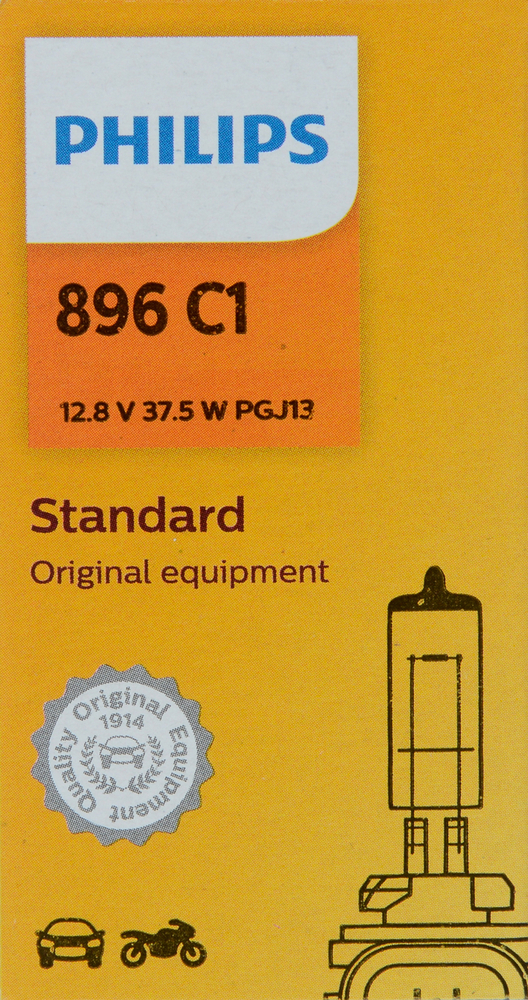 PHILIPS
896 C1
12.8 V 37.5 W PGJ13
Standard
Original equipment
Quality Original Equipment
1914